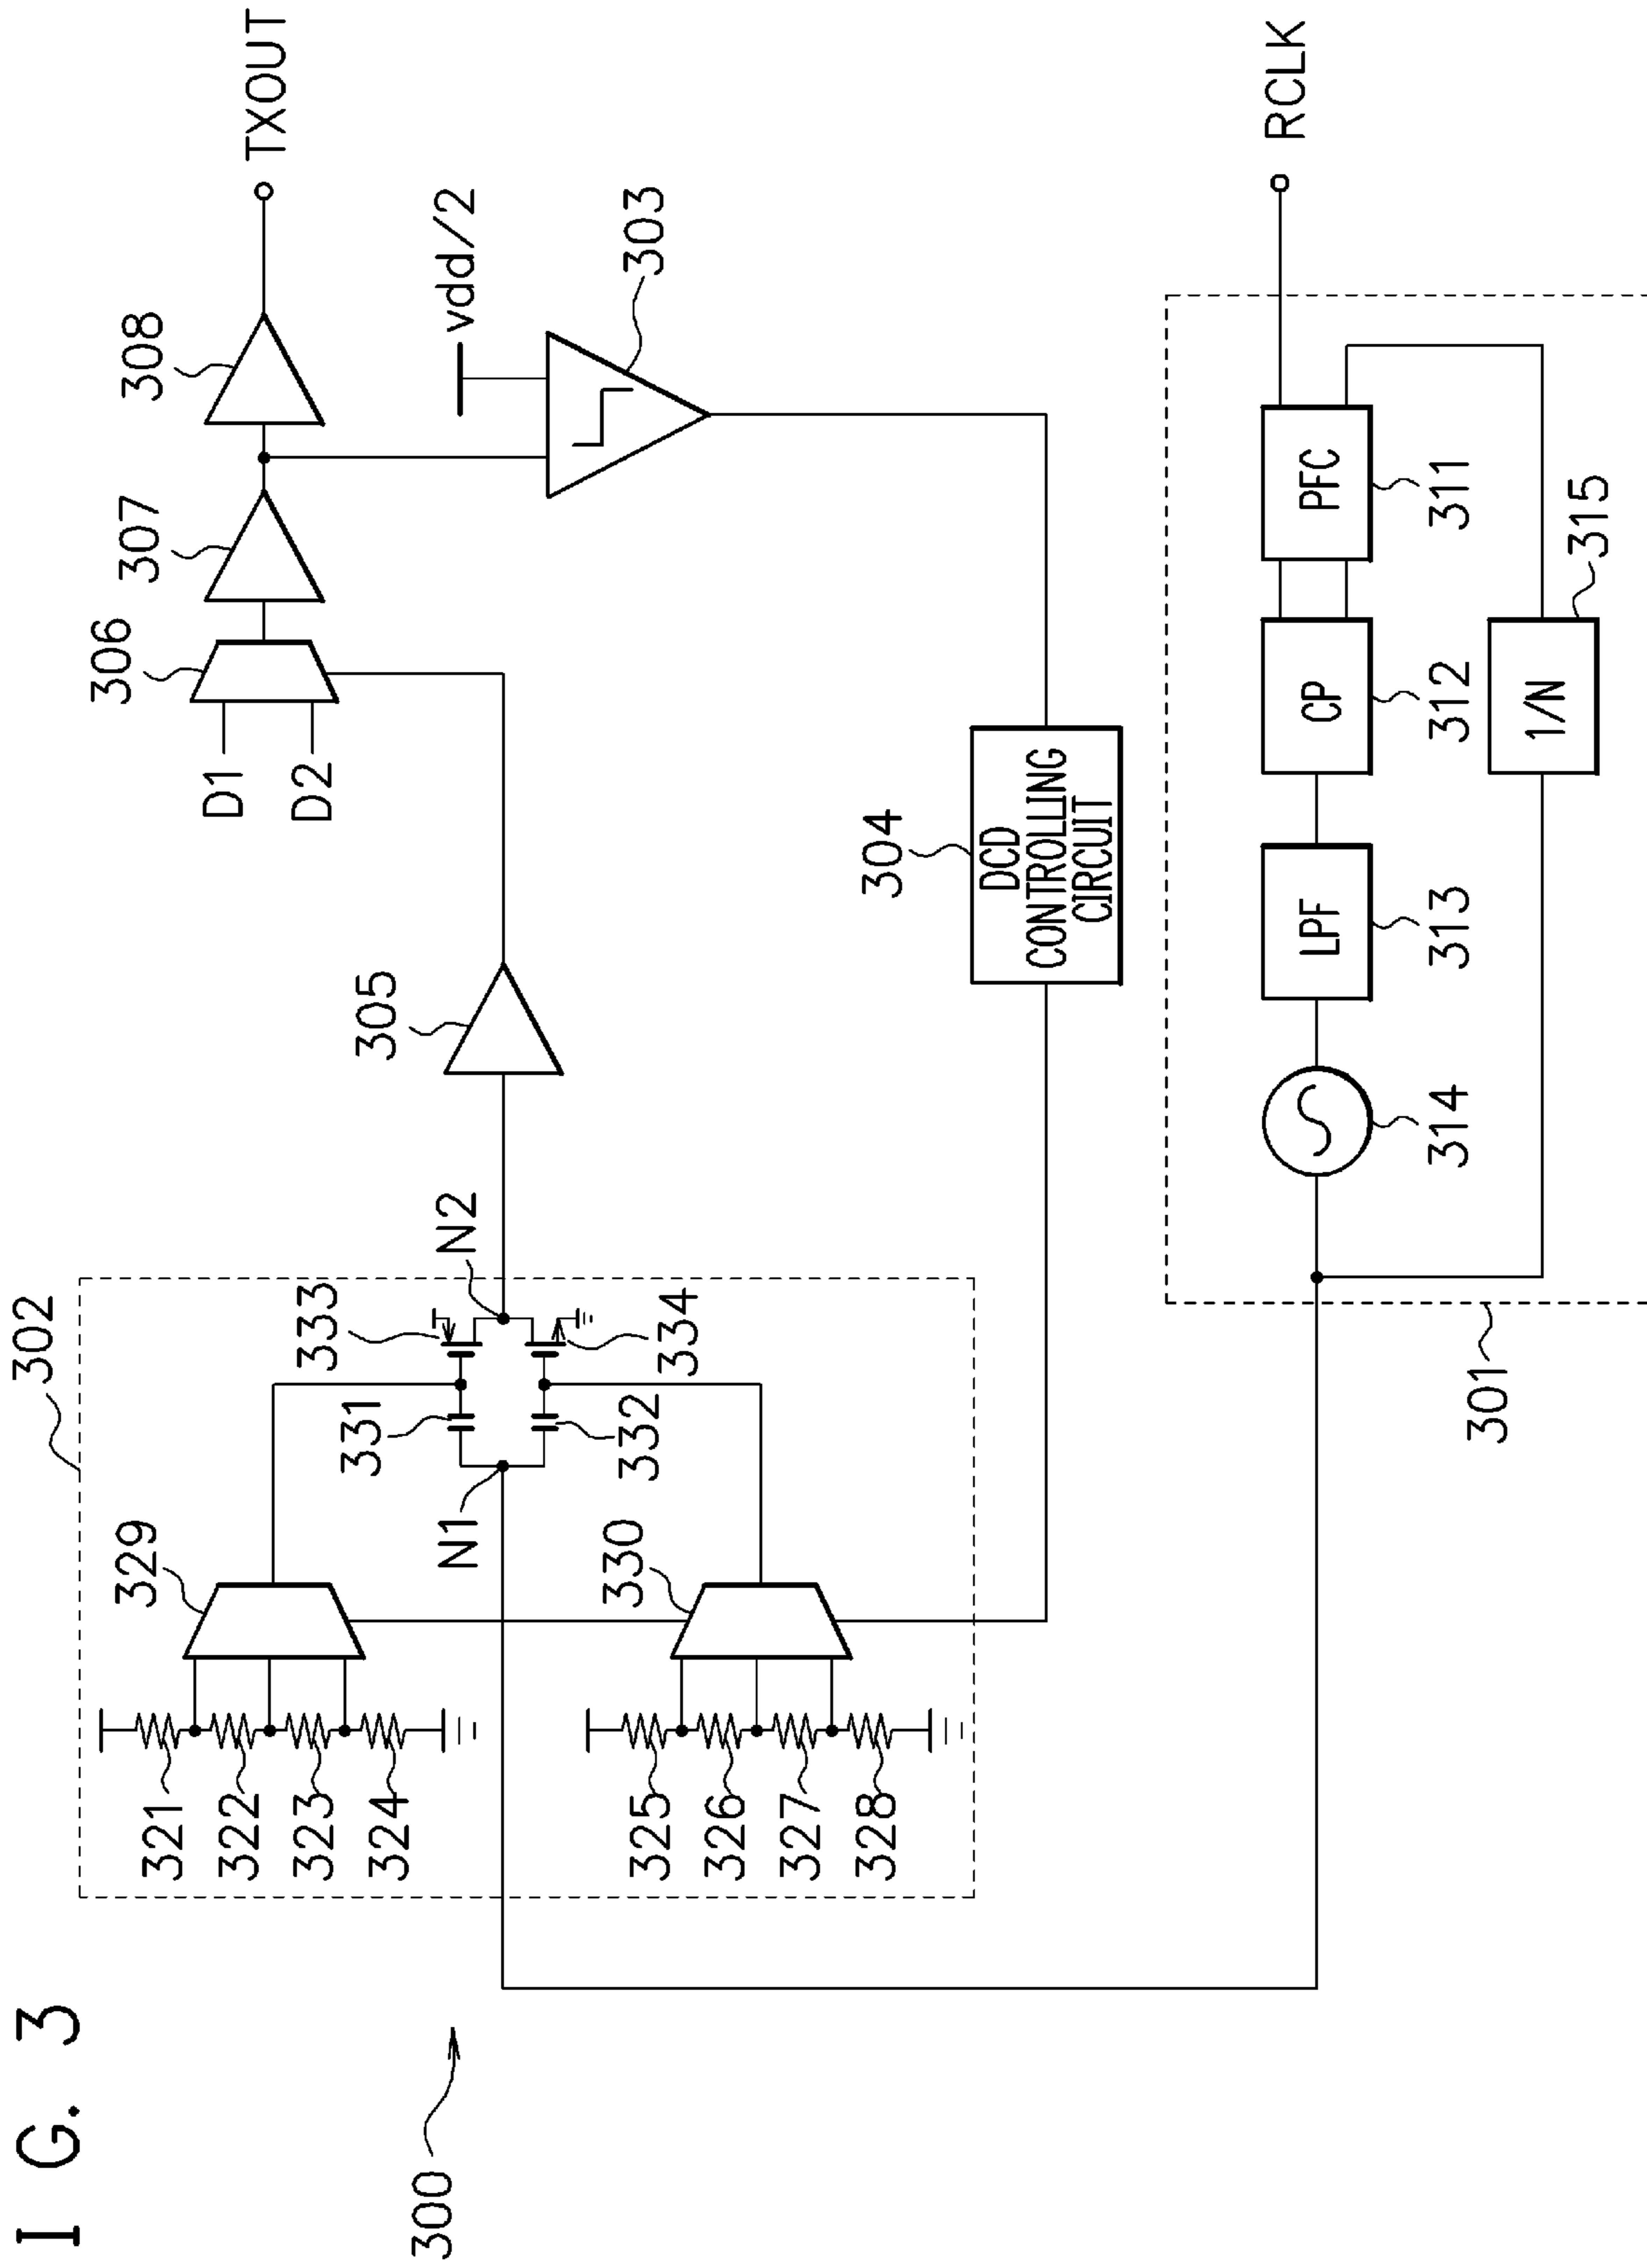 I G. 3
300
302
321
322
323
324
325
326
327
328
329
330
N1
331
332
333
334
N2
305
304
DCD
CONTROLLING
CIRCUIT
D1
D2
306
307
308
TXOUT
vdd/2
303
301
314
LPF
313
CP
312
PFC
311
1/N
315
RCLK